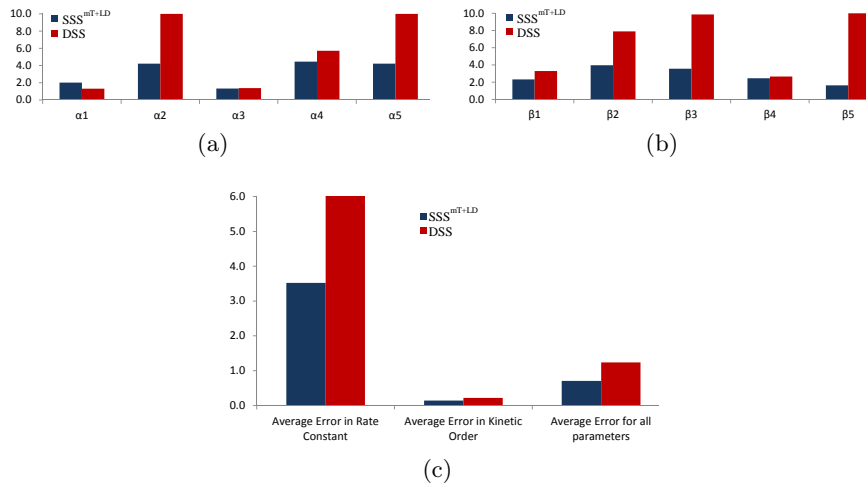 10.0
8.0
6.0
4.0
2.0
0.0
SSS^mT+LD
DSS
α1 α2 α3 α4 α5
(a)
10.0
8.0
6.0
4.0
2.0
0.0
SSS^mT+LD
DSS
β1 β2 β3 β4 β5
(b)
6.0
5.0
4.0
3.0
2.0
1.0
0.0
SSS^mT+LD
DSS
Average Error in Rate
Constant
Average Error in Kinetic
Order
Average Error for all
parameters
(c)